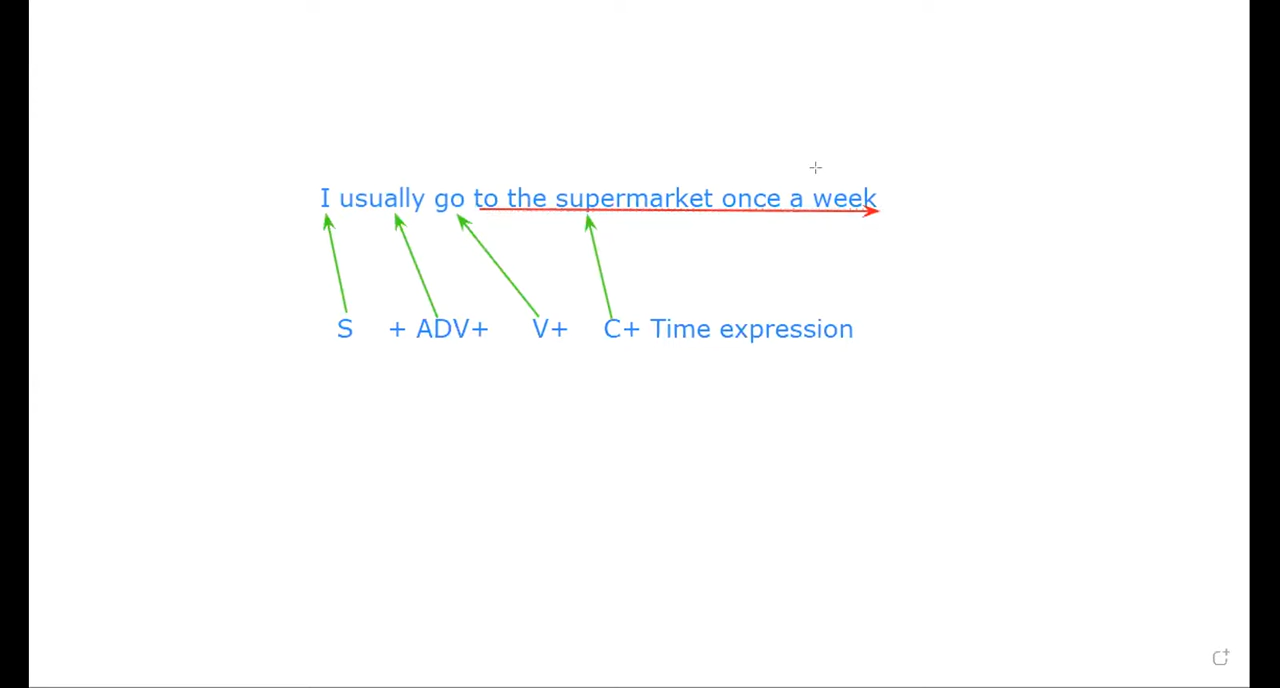 I usually go to the supermarket once a week
S + ADV+ V+ C+ Time expression